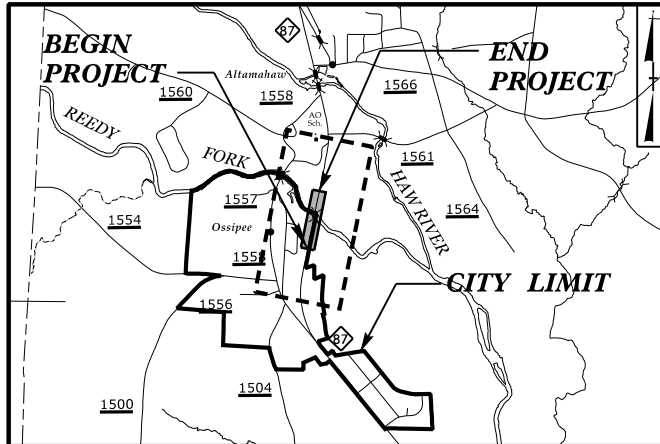 87
BEGIN
PROJECT
END
PROJECT
Altamahaw
1566
1560
1558
REEDY
AO
Sch.
FORK
1561
HAW RIVER
1557
1564
1554
Ossipee
1558
CITY LIMIT
1556
87
1504
1500